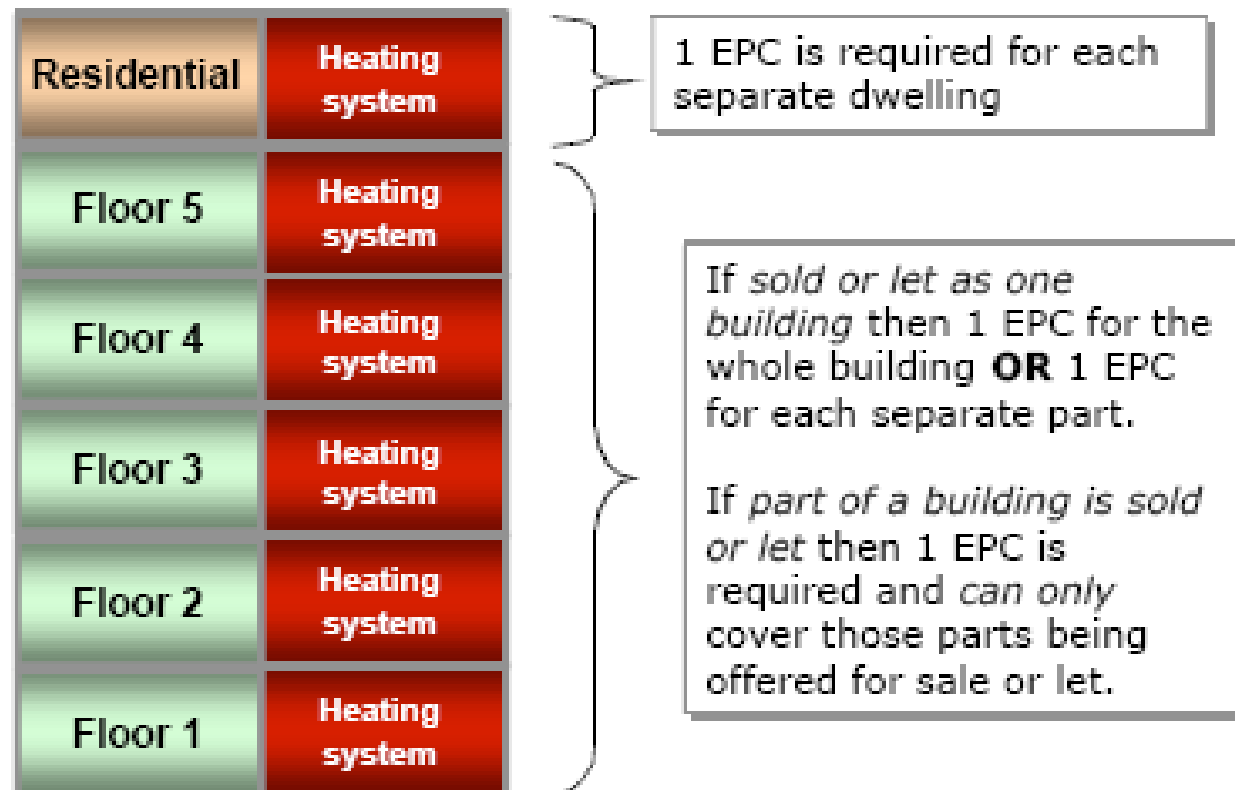 Residential
Heating
system
1 EPC is required for each
separate dwelling
Floor 5
Heating
system
Floor 4
Heating
system
Floor 3
Heating
system
Floor 2
Heating
system
Floor 1
Heating
system
If sold or let as one
building then 1 EPC for the
whole building OR 1 EPC
for each separate part.
If part of a building is sold
or let then 1 EPC is
required and can only
cover those parts being
offered for sale or let.